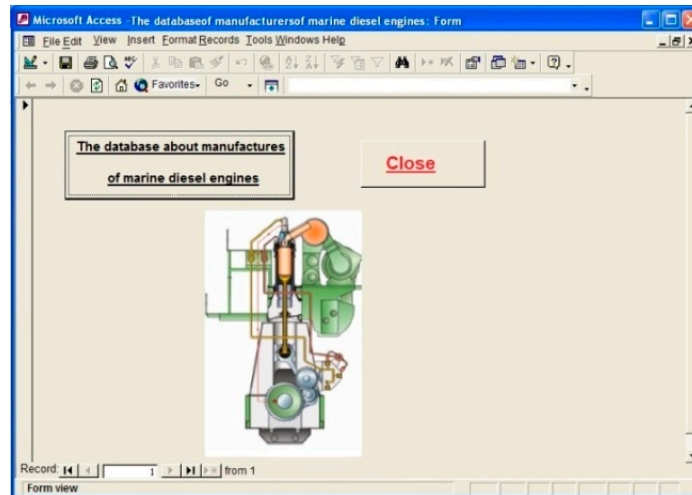 Microsoft Access -The databaseof manufacturersof marine diesel engines: Form
File Edit View Insert Format Records Tools Windows Help
Favorites Go
The database about manufactures
of marine diesel engines
Close
Record: 1 from 1
Form view